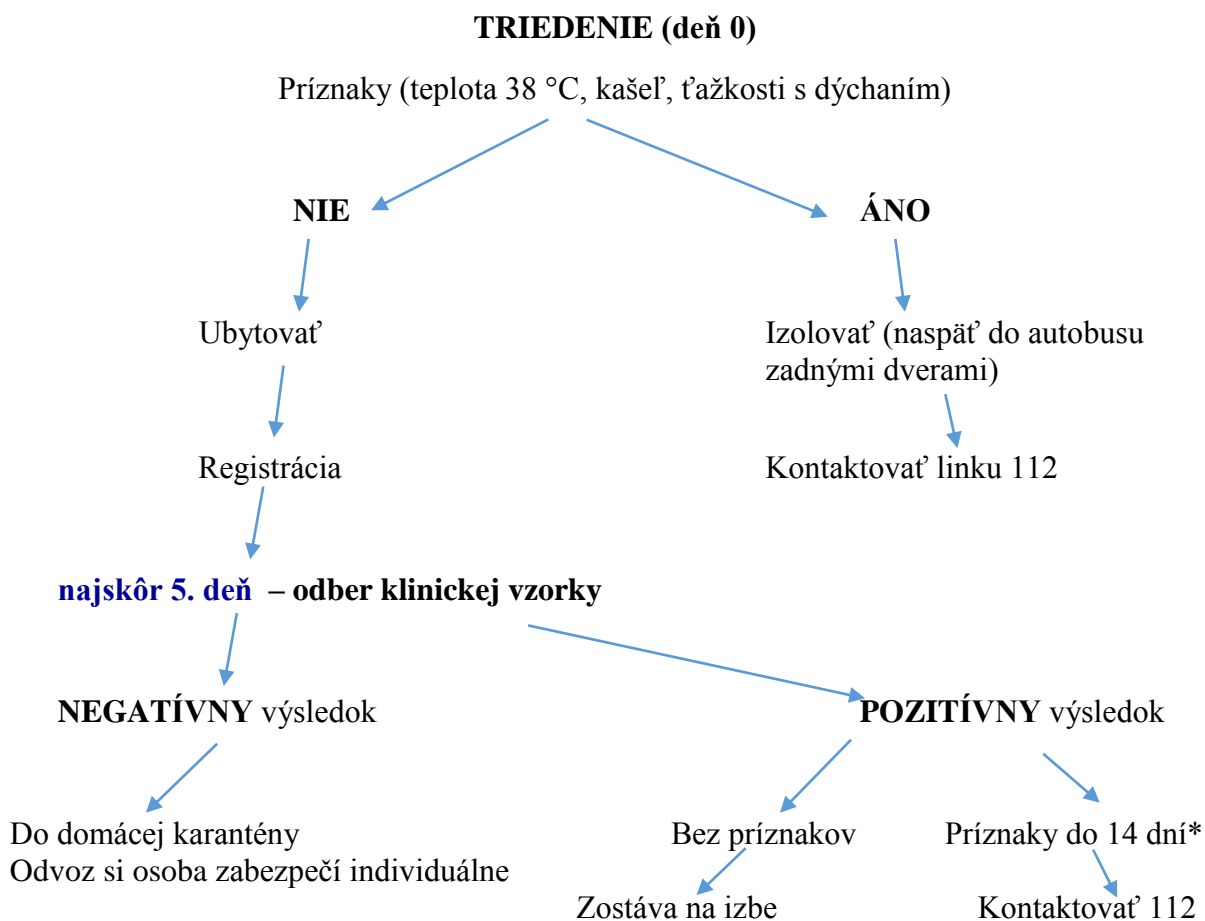 TRIEDENIE (deň 0)
Príznaky (teplota 38 °C, kašeľ, ťažkosti s dýchaním)
NIE
ÁNO
Ubytovať
Izolovať (naspäť do autobusu
zadnými dverami)
Registrácia
Kontaktovať linku 112
najskôr 5. deň – odber klinickej vzorky
NEGATÍVNY výsledok
POZITÍVNY výsledok
Do domácej karantény
Odvoz si osoba zabezpečí individuálne
Bez príznakov
Príznaky do 14 dní*
Zostáva na izbe
Kontaktovať 112